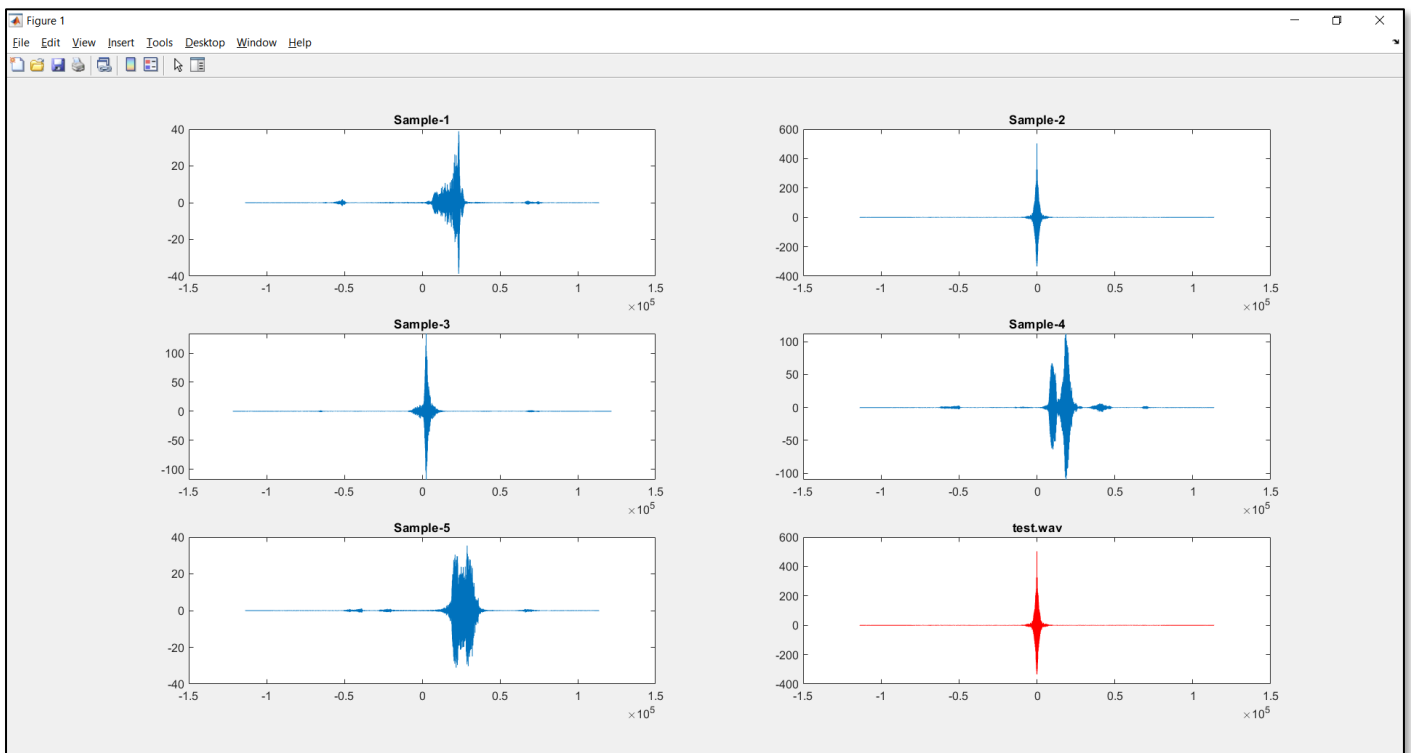 Figure 1
File Edit View Insert Tools Desktop Window Help
Sample-1
40
20
0
-20
-40
-1.5 -1 -0.5 0 0.5 1 1.5
×10^5
Sample-2
600
400
200
0
-200
-400
-1.5 -1 -0.5 0 0.5 1 1.5
×10^5
Sample-3
100
50
0
-50
-100
-1.5 -1 -0.5 0 0.5 1 1.5
×10^5
Sample-4
100
50
0
-50
-100
-1.5 -1 -0.5 0 0.5 1 1.5
×10^5
Sample-5
40
20
0
-20
-40
-1.5 -1 -0.5 0 0.5 1 1.5
×10^5
test.wav
600
400
200
0
-200
-400
-1.5 -1 -0.5 0 0.5 1 1.5
×10^5